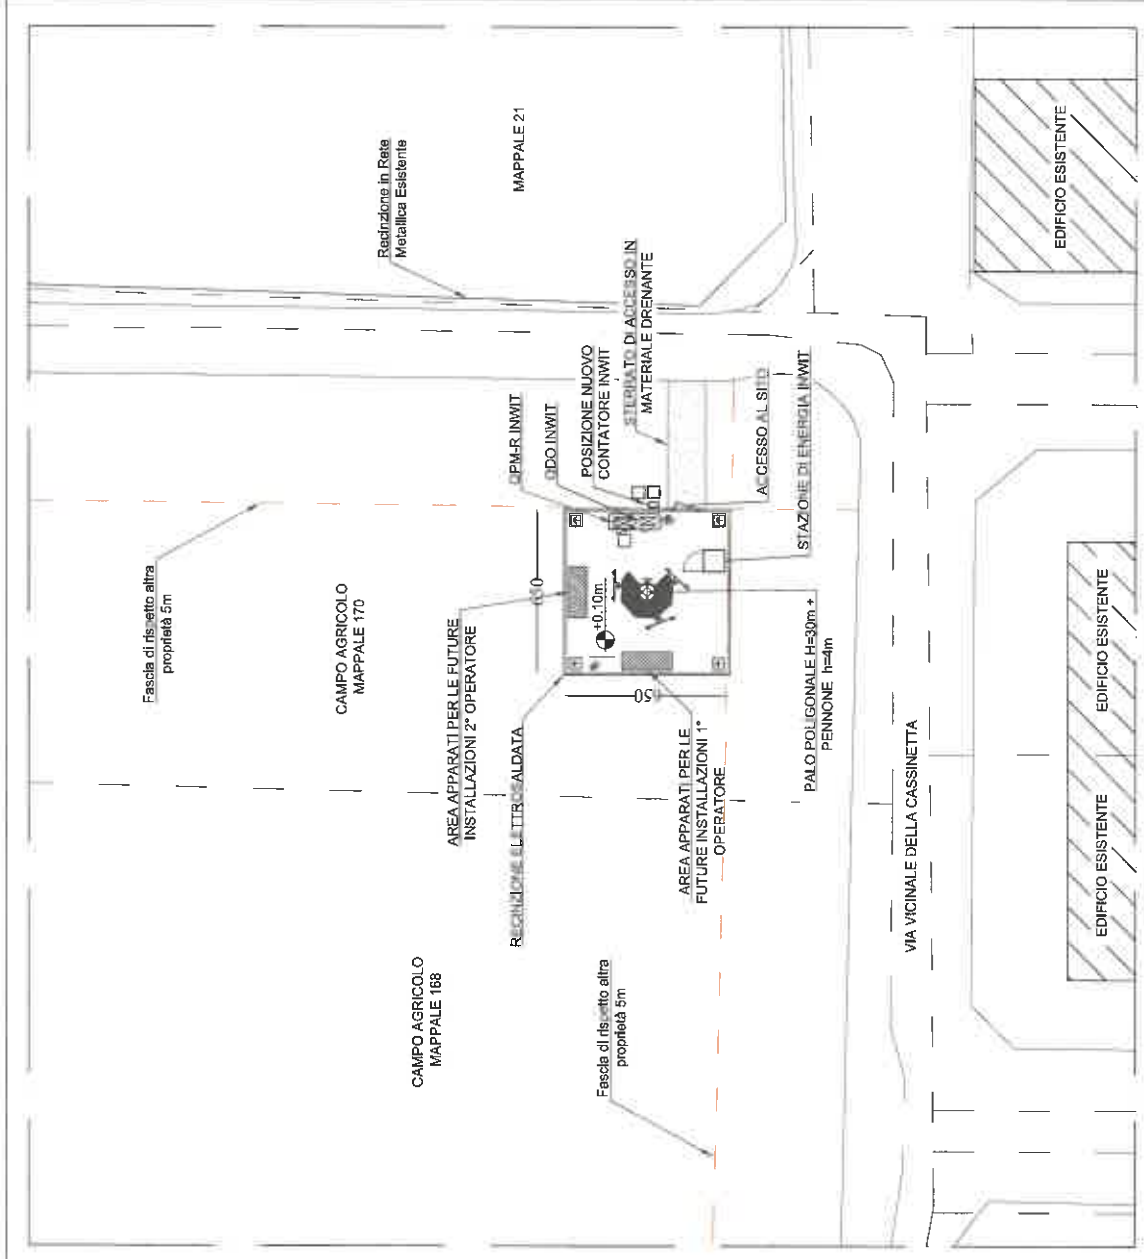 CAMPO AGRICOLO
MAPPALE 168
Fascia di rispetto altra
proprietà 5m
CAMPO AGRICOLO
MAPPALE 170
Fascia di rispetto altra
proprietà 5m
Recinzione in Rete
Metallica Esistente
MAPPALE 21
AREA APPARATI PER LE FUTURE
INSTALLAZIONI 2° OPERATORE
RECINZIONE ELETTROSALDATA
AREA APPARATI PER LE
FUTURE INSTALLAZIONI 1°
OPERATORE
+0.10m
QPM-R INWIT
QDO INWIT
POSIZIONE NUOVO
CONTATORE INWIT
STERRATO DI ACCESSO IN
MATERIALE DRENANTE
ACCESSO AL SITO
STAZIONE DI ENERGIA INWIT
PALO POLIGONALE H=30m +
PENNONE h=4m
VIA VICINALE DELLA CASSINETTA
EDIFICIO ESISTENTE
EDIFICIO ESISTENTE
EDIFICIO ESISTENTE